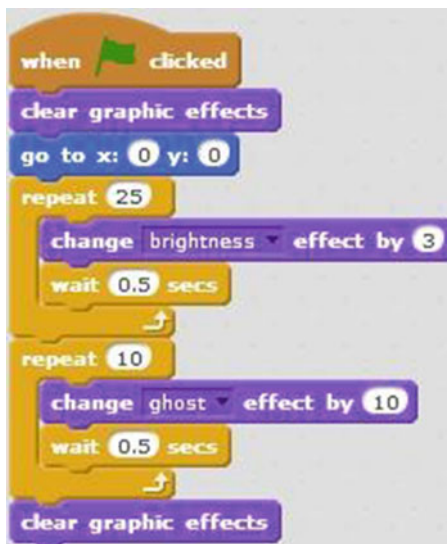 when clicked
clear graphic effects
go to x: 0 y: 0
repeat 25
change brightness effect by 3
wait 0.5 secs
repeat 10
change ghost effect by 10
wait 0.5 secs
clear graphic effects